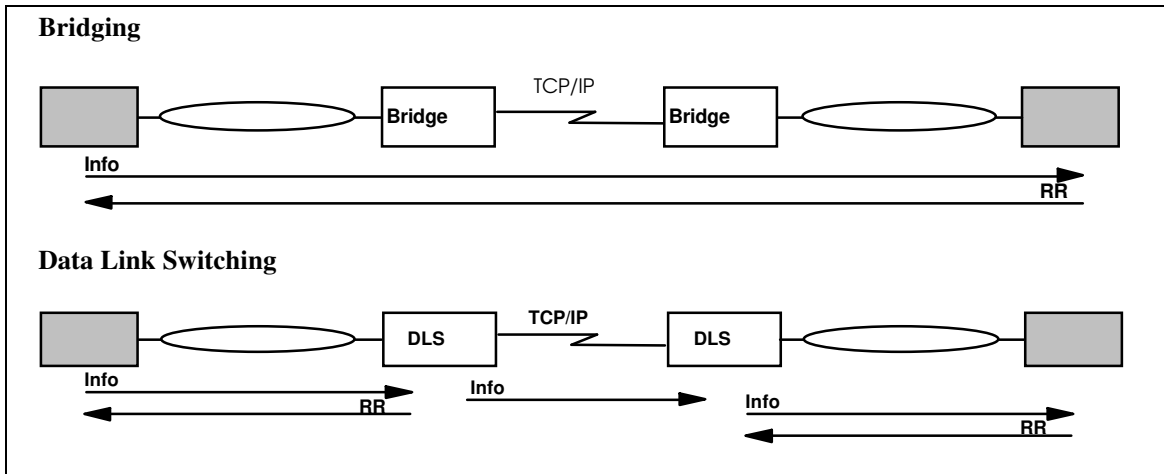 Bridging
TCP/IP
Bridge
Bridge
Info
RR
Data Link Switching
TCP/IP
DLS
DLS
Info
RR
Info
Info
RR